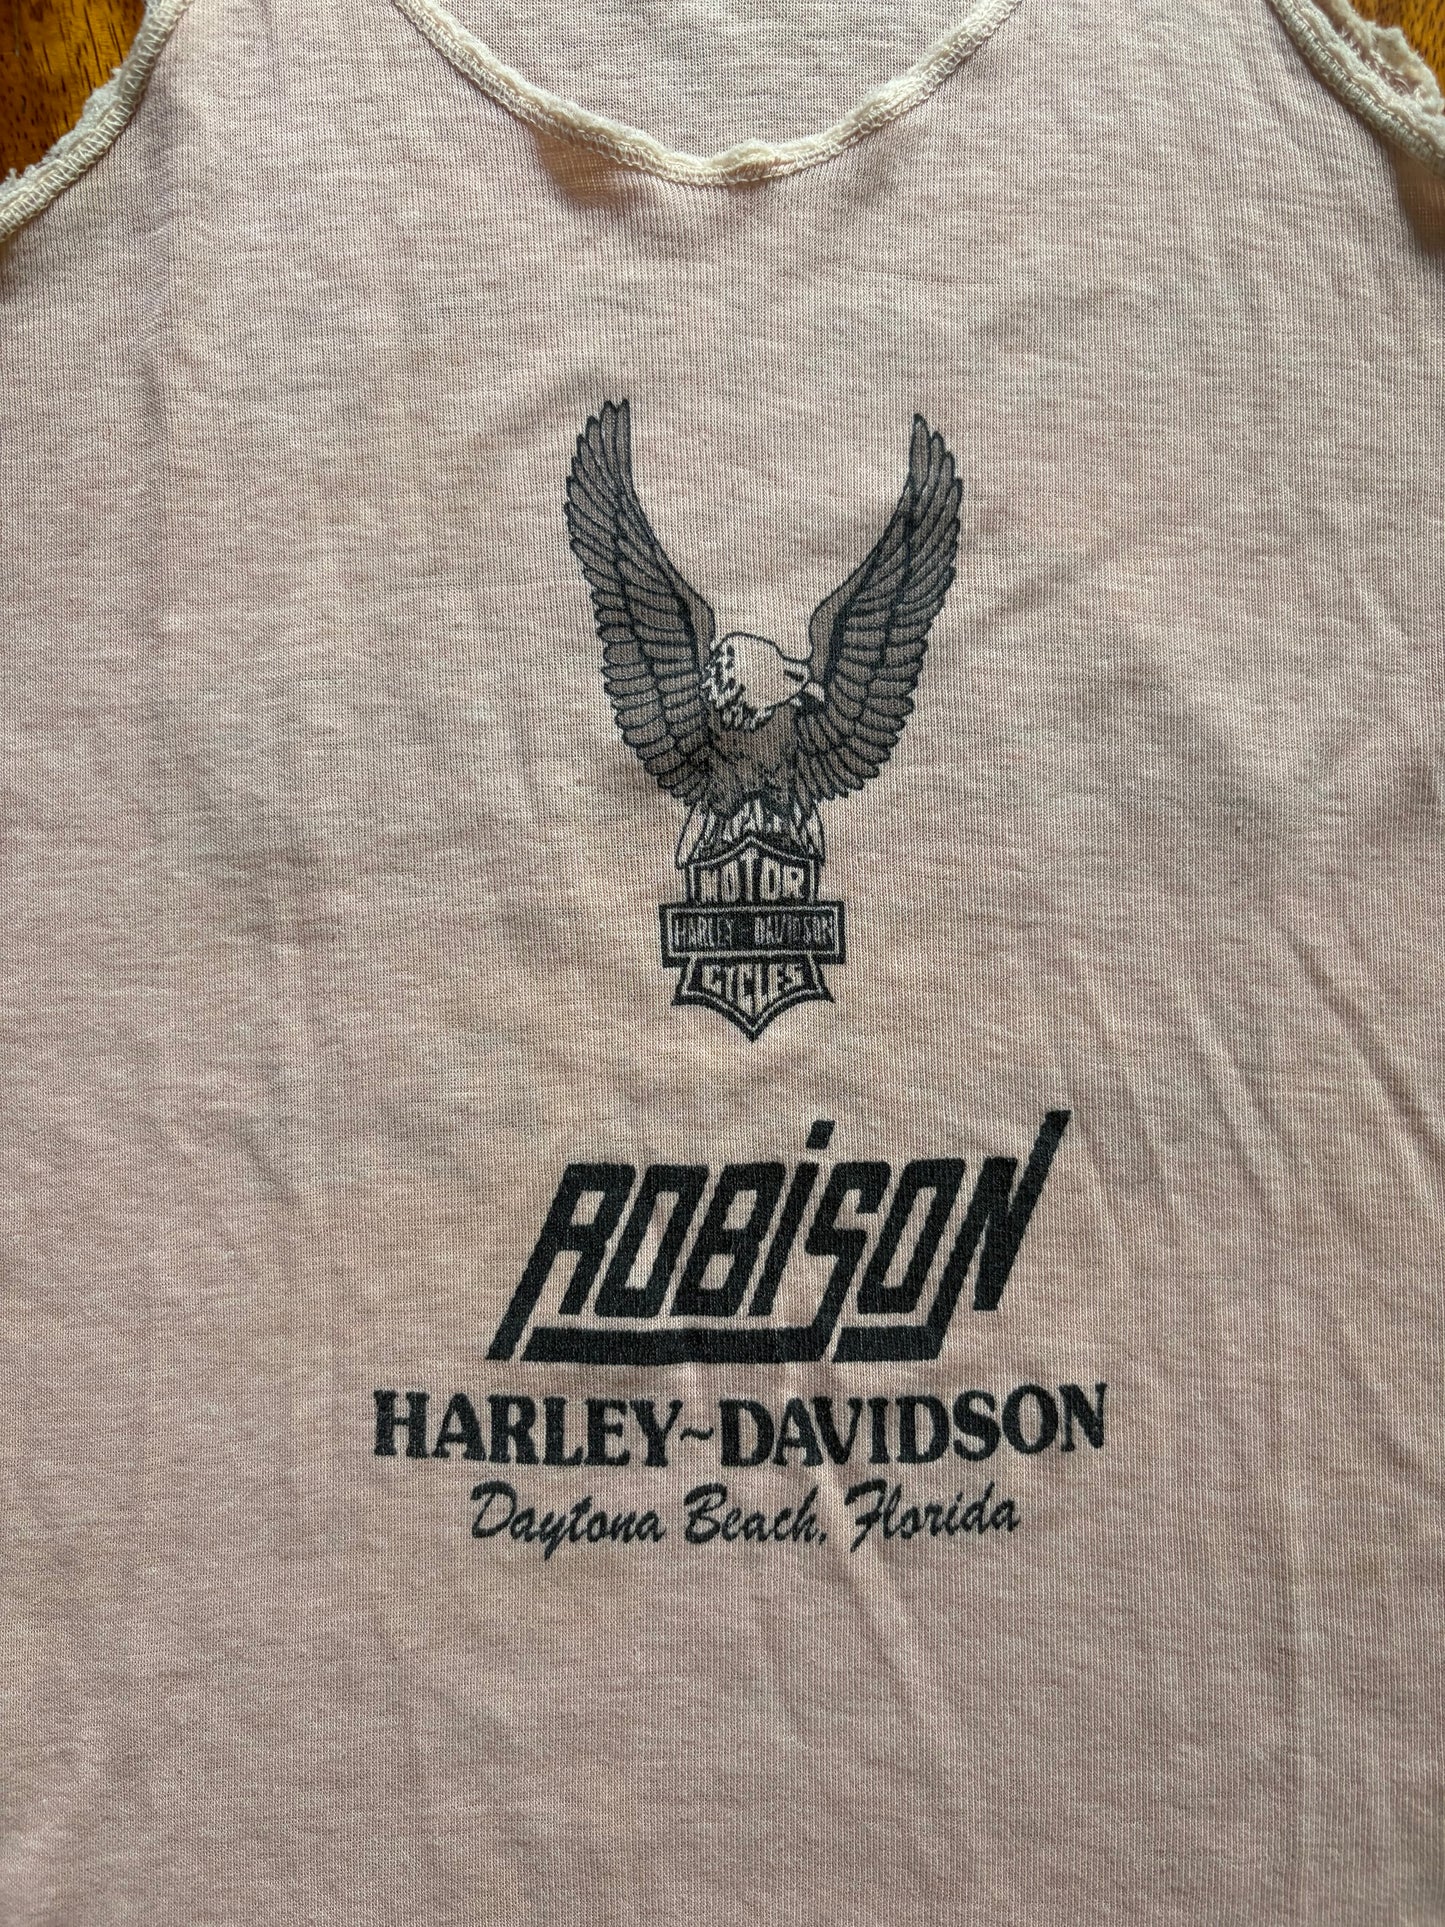 MOTOR
HARLEY-DAVIDSON
CYCLES
ROBiSON
HARLEY~DAVIDSON
Daytona Beach, Florida